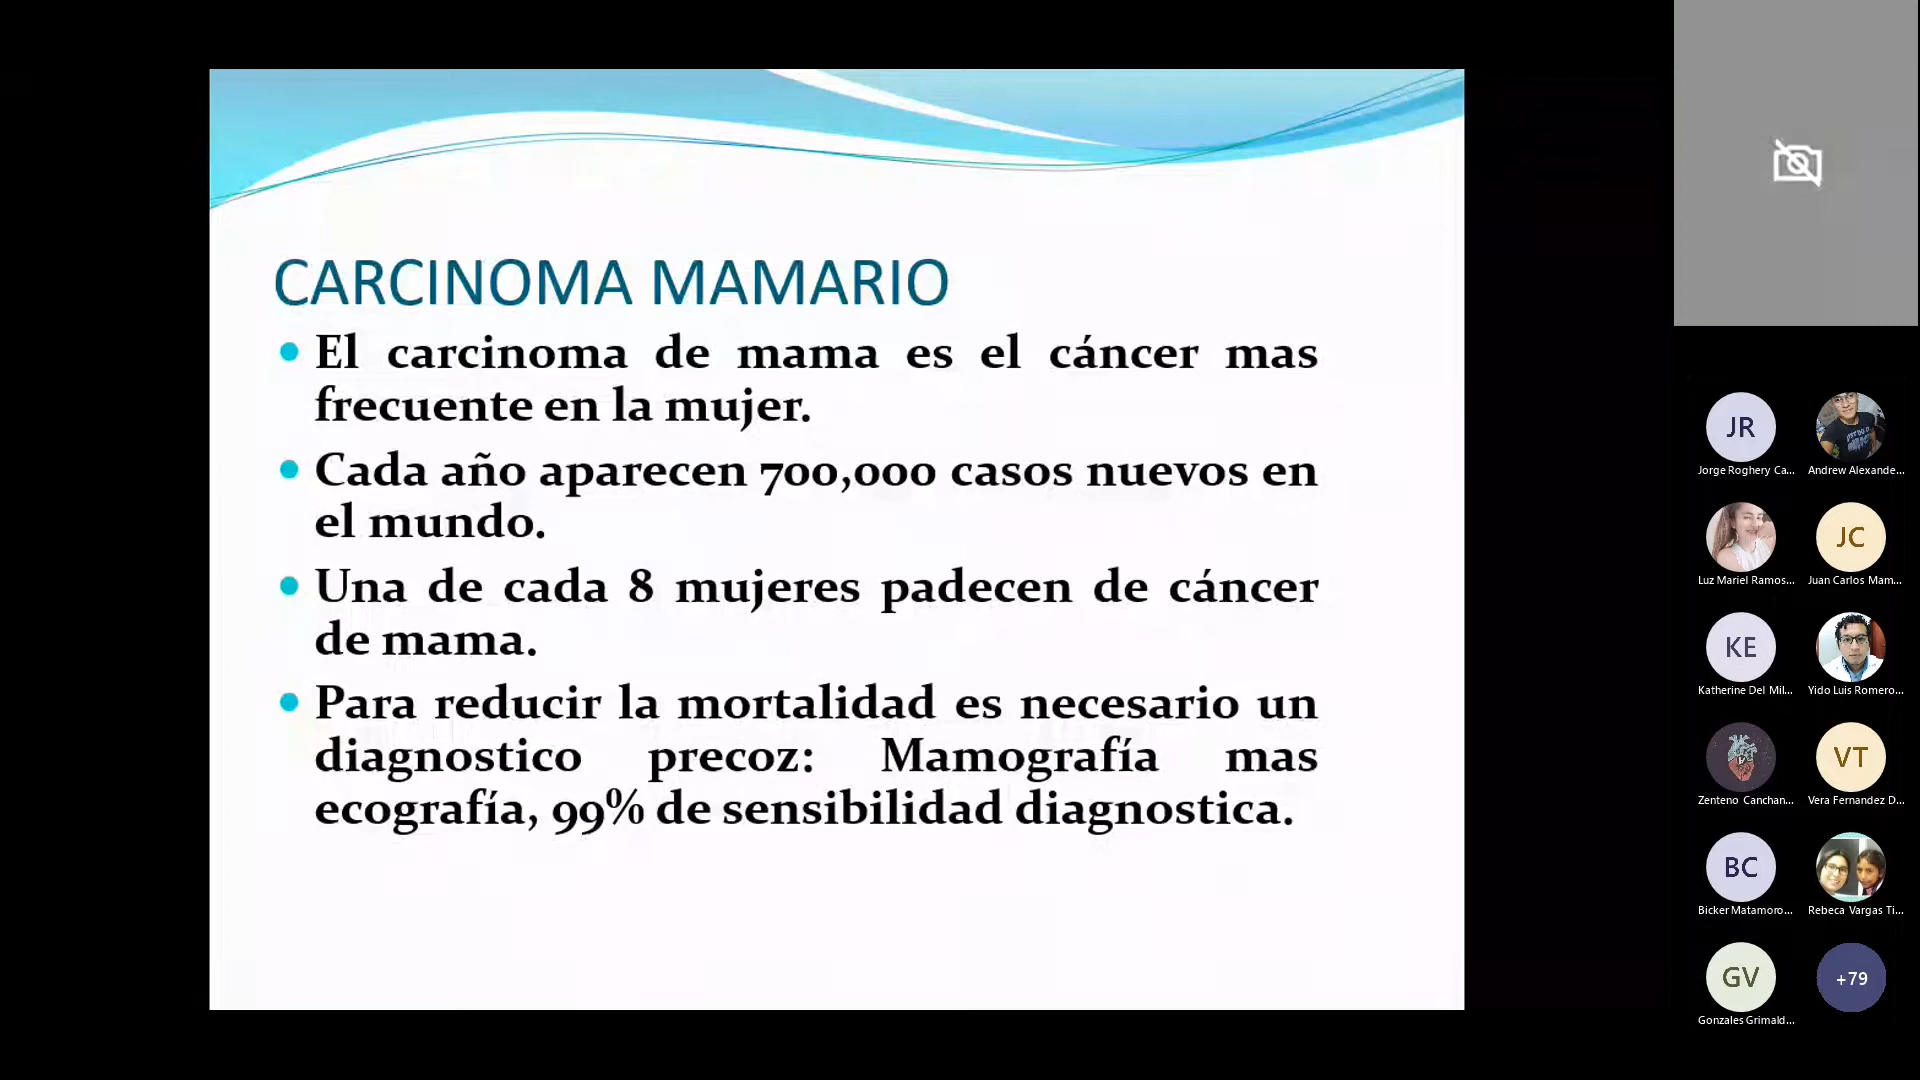 CARCINOMA MAMARIO
El carcinoma de mama es el cáncer mas
frecuente en la mujer.
Cada año aparecen 700,000 casos nuevos en
el mundo.
Una de cada 8 mujeres padecen de cáncer
de mama.
Para reducir la mortalidad es necesario un
diagnostico precoz: Mamografía mas
ecografía, 99% de sensibilidad diagnostica.
JR
Jorge Roghery Ca...
Andrew Alexande...
Luz Mariel Ramos...
JC
Juan Carlos Mam...
KE
Katherine Del Mil...
Yido Luis Romero...
Zenteno Canchan...
VT
Vera Fernandez D...
BC
Bicker Matamoro...
Rebeca Vargas Ti...
GV
Gonzales Grimald...
+79